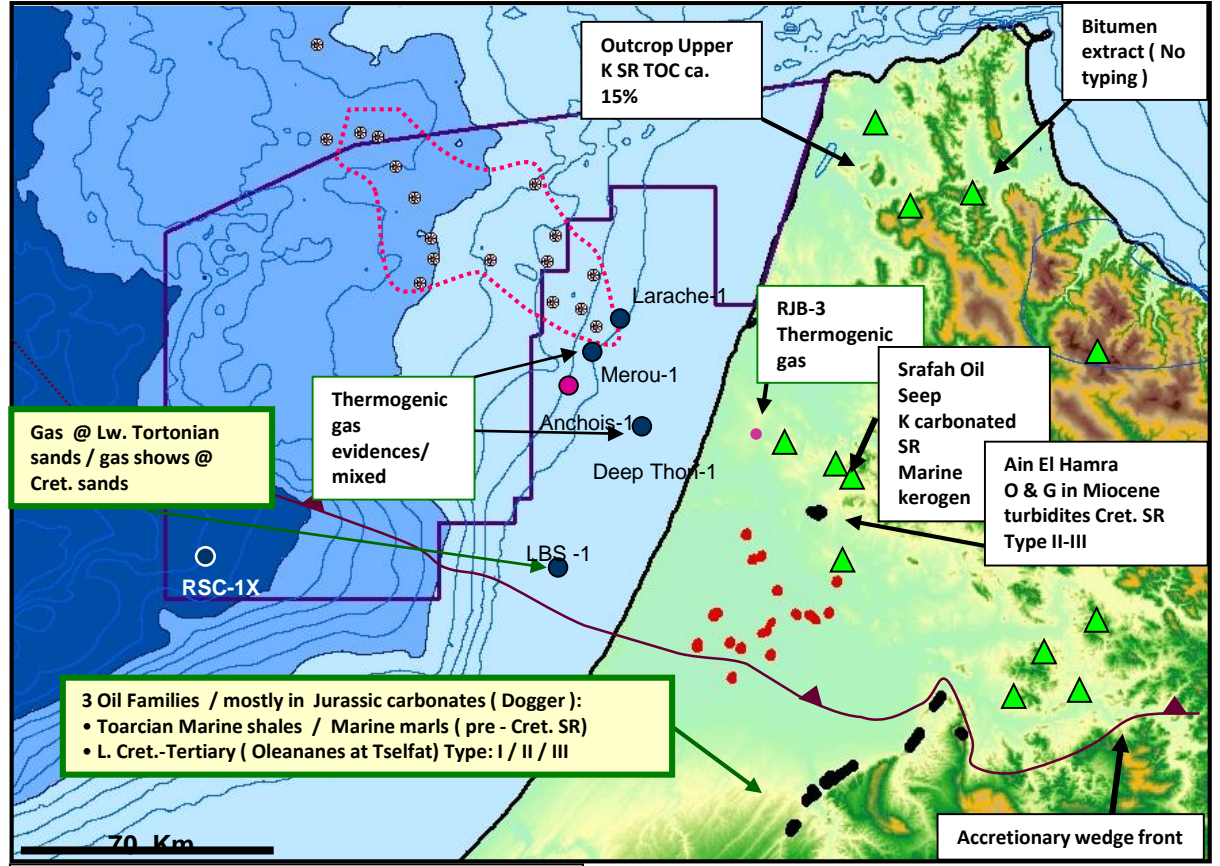 Outcrop Upper
K SR TOC ca.
15%
Bitumen
extract ( No
typing )
Larache-1
RJB-3
Thermogenic
gas
Merou-1
Srafah Oil
Seep
K carbonated
SR
Marine
kerogen
Thermogenic
gas
evidences/
mixed
Anchois-1
Gas @ Lw. Tortonian
sands / gas shows @
Cret. sands
Deep Thon-1
Ain El Hamra
O & G in Miocene
turbidites Cret. SR
Type II-III
LBS -1
RSC-1X
3 Oil Families / mostly in Jurassic carbonates ( Dogger ):
• Toarcian Marine shales / Marine marls ( pre - Cret. SR)
• L. Cret.-Tertiary ( Oleananes at Tselfat) Type: I / II / III
Accretionary wedge front
70 Km